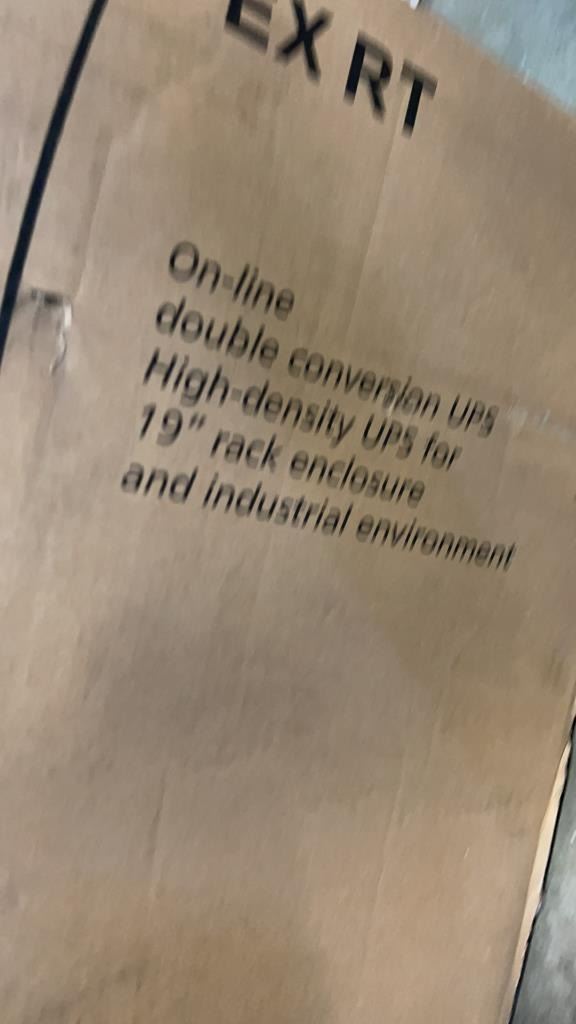 EX RT
On-line
double conversion UPS
High-density UPS for
19" rack enclosure
and industrial environment